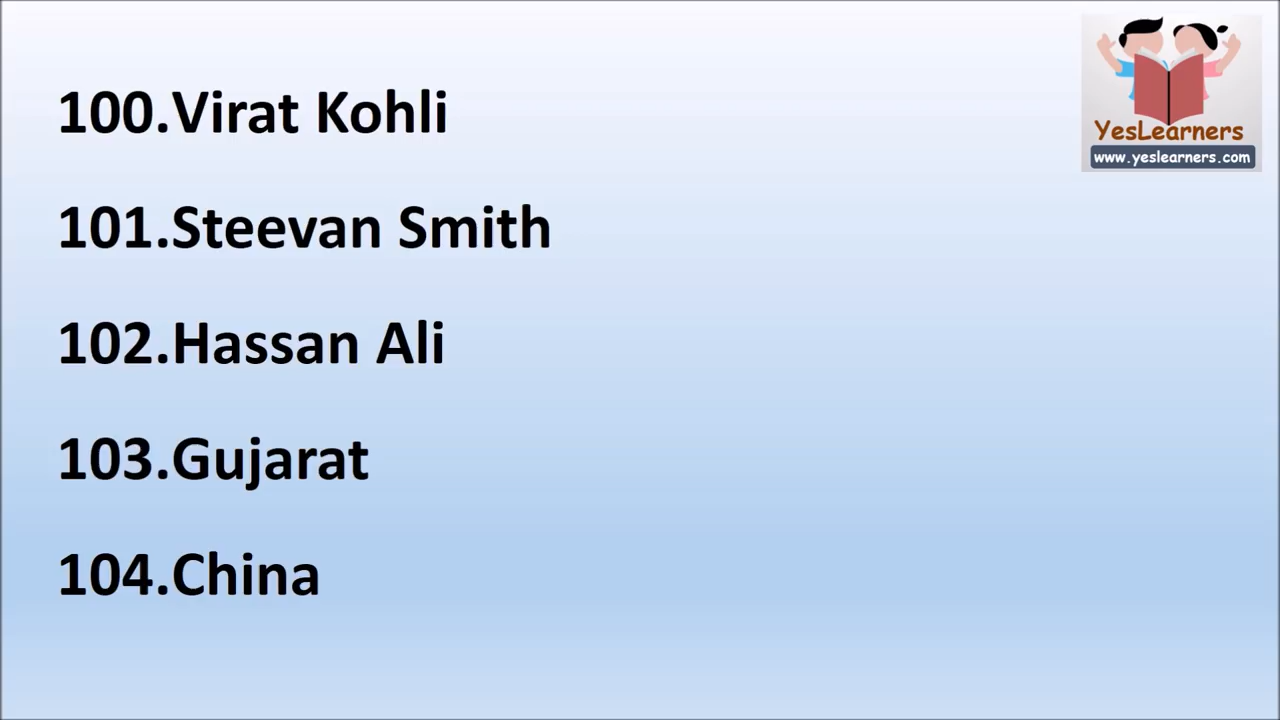 100.Virat Kohli
101.Steevan Smith
102.Hassan Ali
103.Gujarat
104.China
YesLearners
www.yeslearners.com